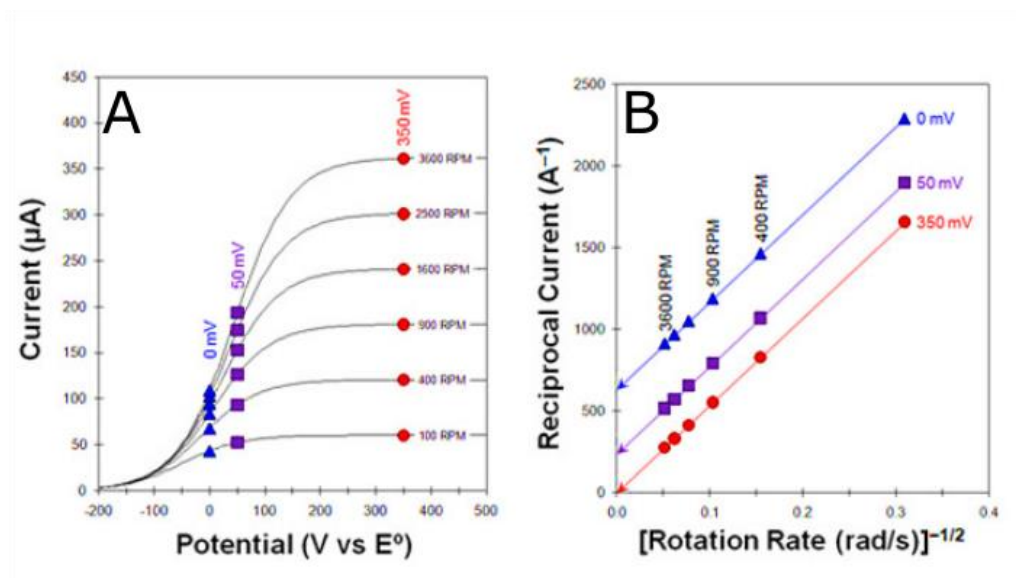 A
Current (µA)
450
400
350
300
250
200
150
100
50
0
0 mV
50 mV
350 mV
3600 RPM
2500 RPM
1600 RPM
900 RPM
400 RPM
100 RPM
-200
-100
0
100
200
300
400
500
Potential (V vs Eº)
B
Reciprocal Current (A⁻¹)
2500
2000
1500
1000
500
0
3600 RPM
900 RPM
400 RPM
0 mV
50 mV
350 mV
0.0
0.1
0.2
0.3
0.4
[Rotation Rate (rad/s)]⁻¹/²